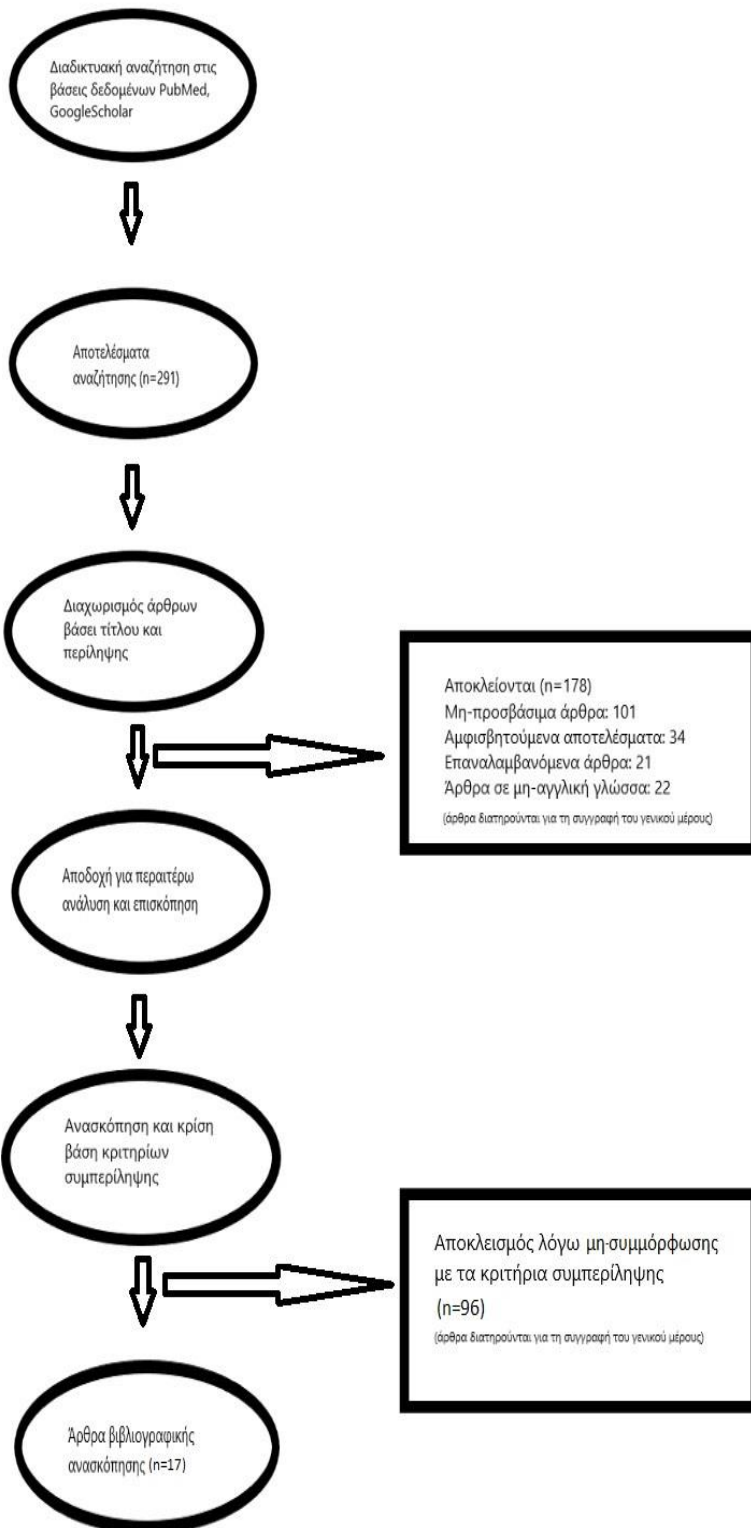 Διαδικτυακή αναζήτηση στις
βάσεις δεδομένων PubMed,
GoogleScholar
Αποτελέσματα
αναζήτησης (n=291)
Διαχωρισμός άρθρων
βάσει τίτλου και
περίληψης
Αποκλείονται (n=178)
Μη-προσβάσιμα άρθρα: 101
Αμφισβητούμενα αποτελέσματα: 34
Επαναλαμβανόμενα άρθρα: 21
Άρθρα σε μη-αγγλική γλώσσα: 22
(άρθρα διατηρούνται για τη συγγραφή του γενικού μέρους)
Αποδοχή για περαιτέρω
ανάλυση και επισκόπηση
Ανασκόπηση και κρίση
βάση κριτηρίων
συμπερίληψης
Αποκλεισμός λόγω μη-συμμόρφωσης
με τα κριτήρια συμπερίληψης
(n=96)
(άρθρα διατηρούνται για τη συγγραφή του γενικού μέρους)
Άρθρα βιβλιογραφικής
ανασκόπησης (n=17)